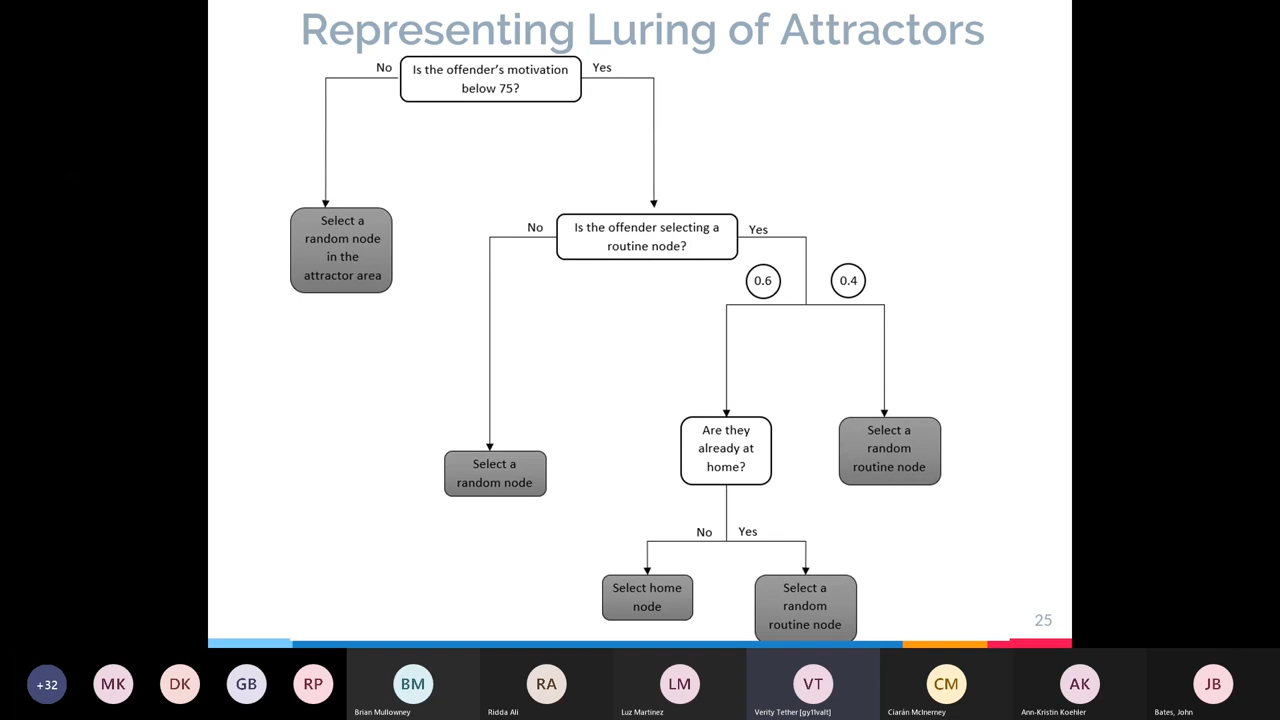 Representing Luring of Attractors
No
Is the offender's motivation
below 75?
Yes
Select a
random node
in the
attractor area
No
Is the offender selecting a
routine node?
Yes
0.6
0.4
Select a
random node
Are they
already at
home?
Select a
random
routine node
No
Yes
Select home
node
Select a
random
routine node
25
+32
MK
DK
GB
RP
BM
RA
LM
VT
CM
AK
JB
Brian Mullowney
Ridda Ali
Luz Martinez
Verity Tether [gy11valt]
Ciarán McInerney
Ann-Kristin Koehler
Bates, John